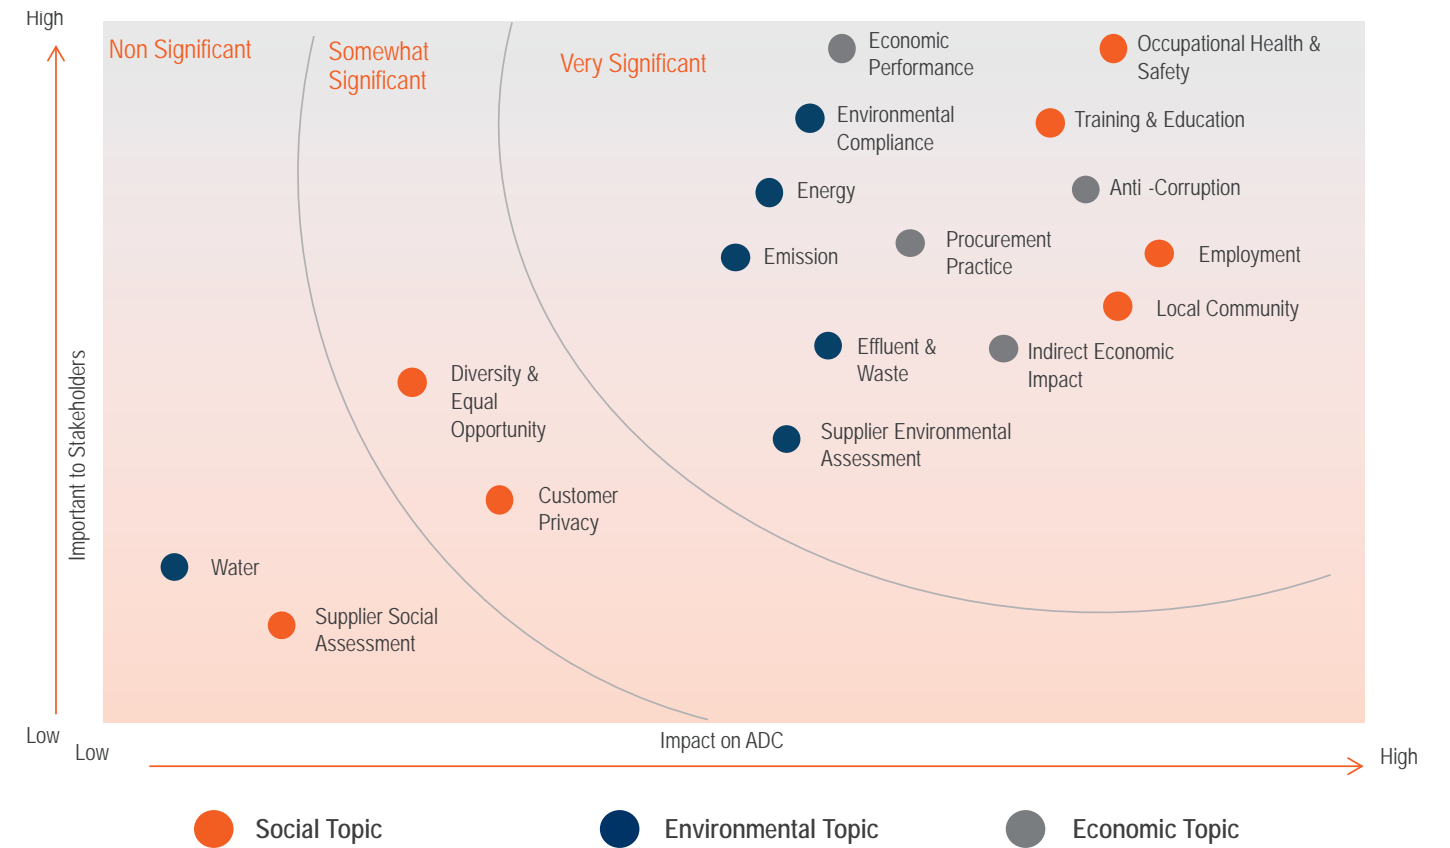 High
Non Significant
Somewhat
Significant
Very Significant
Economic
Performance
Occupational Health &
Safety
Environmental
Compliance
Training & Education
Energy
Anti -Corruption
Emission
Procurement
Practice
Employment
Local Community
Effluent &
Waste
Indirect Economic
Impact
Diversity &
Equal
Opportunity
Supplier Environmental
Assessment
Customer
Privacy
Water
Supplier Social
Assessment
Important to Stakeholders
Low
Low
Impact on ADC
High
Social Topic
Environmental Topic
Economic Topic